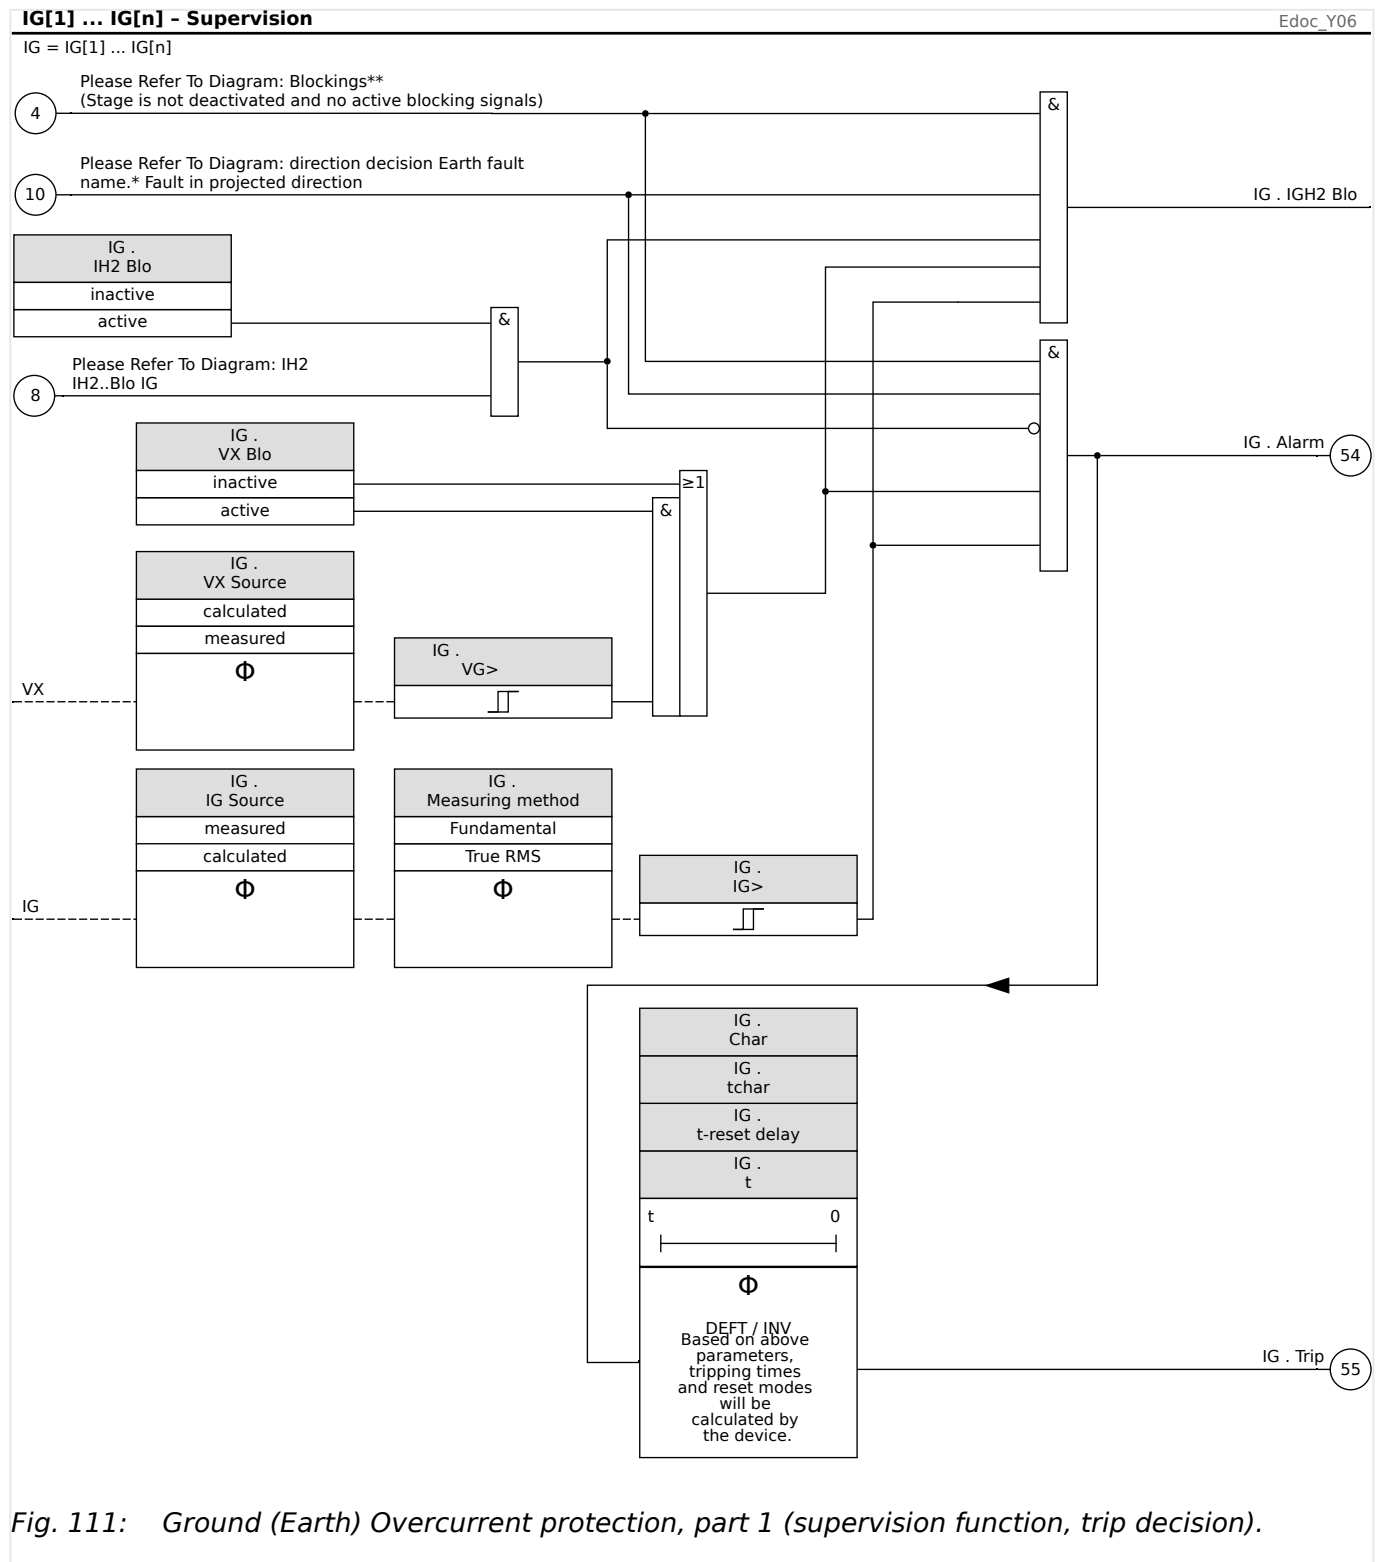 IG[1] ... IG[n] – Supervision
Edoc_Y06
IG = IG[1] ... IG[n]
Please Refer To Diagram: Blockings**
(Stage is not deactivated and no active blocking signals)
4
&
Please Refer To Diagram: direction decision Earth fault
name.* Fault in projected direction
10
IG . IGH2 Blo
IG .
IH2 Blo
inactive
active
&
&
Please Refer To Diagram: IH2
IH2..Blo IG
8
IG .
VX Blo
inactive
active
≥1
&
IG . Alarm
54
IG .
VX Source
calculated
measured
Φ
VX
IG .
VG>
IG .
IG Source
measured
calculated
Φ
IG
IG .
Measuring method
Fundamental
True RMS
Φ
IG .
IG>
IG .
Char
IG .
tchar
IG .
t-reset delay
IG .
t
t 0
Φ
DEFT / INV
Based on above
parameters,
tripping times
and reset modes
will be
calculated by
the device.
IG . Trip
55
Fig. 111: Ground (Earth) Overcurrent protection, part 1 (supervision function, trip decision).